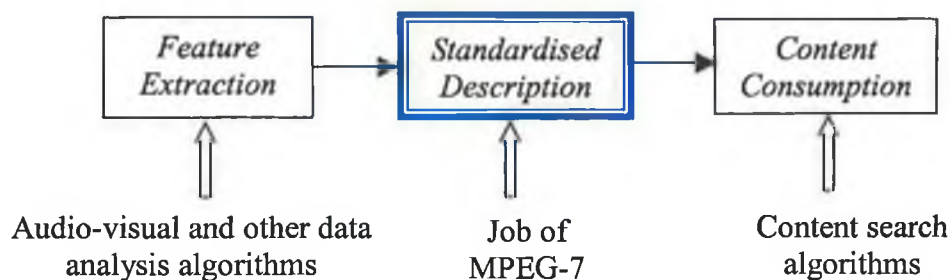 Feature
Extraction
Standardised
Description
Content
Consumption
Audio-visual and other data
analysis algorithms
Job of
MPEG-7
Content search
algorithms